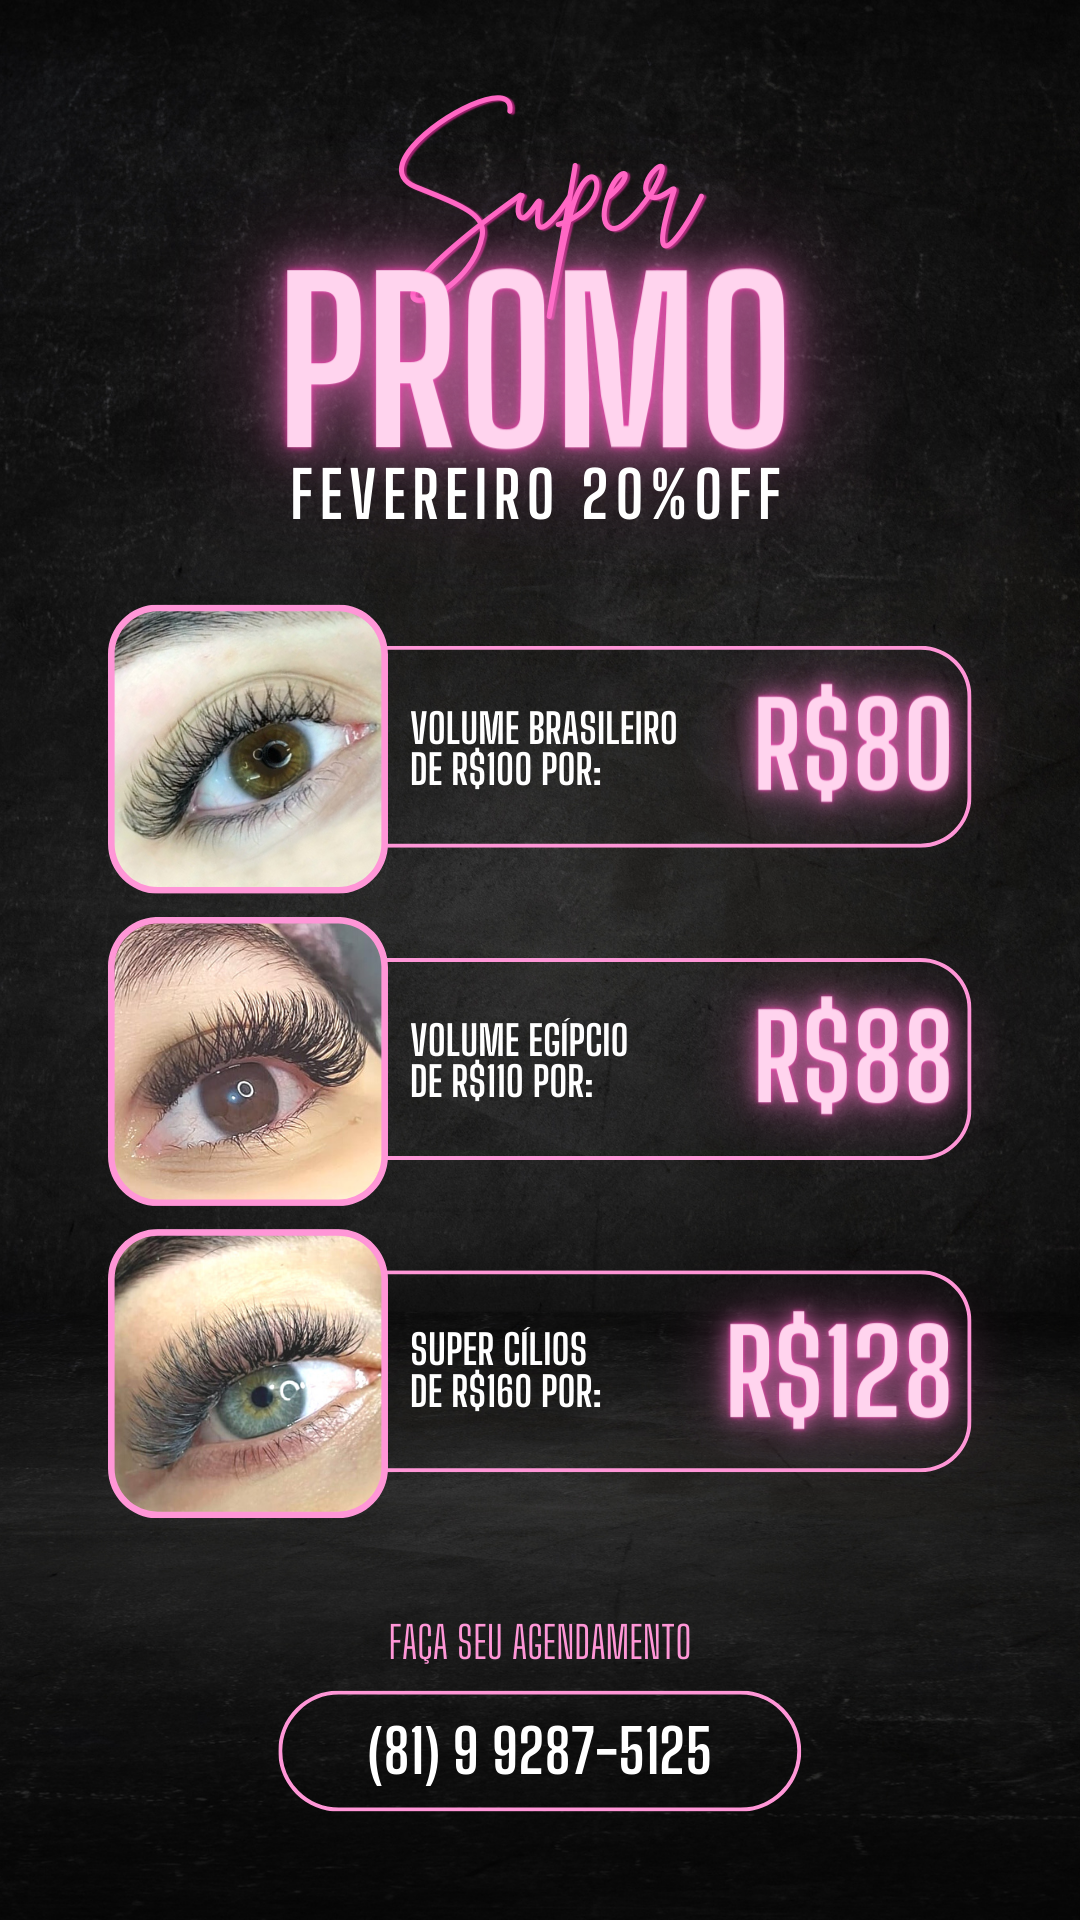 Super
PROMO
FEVEREIRO 20%OFF
VOLUME BRASILEIRO
DE R$100 POR:
R$80
VOLUME EGÍPCIO
DE R$110 POR:
R$88
SUPER CÍLIOS
DE R$160 POR:
R$128
FAÇA SEU AGENDAMENTO
(81) 9 9287-5125